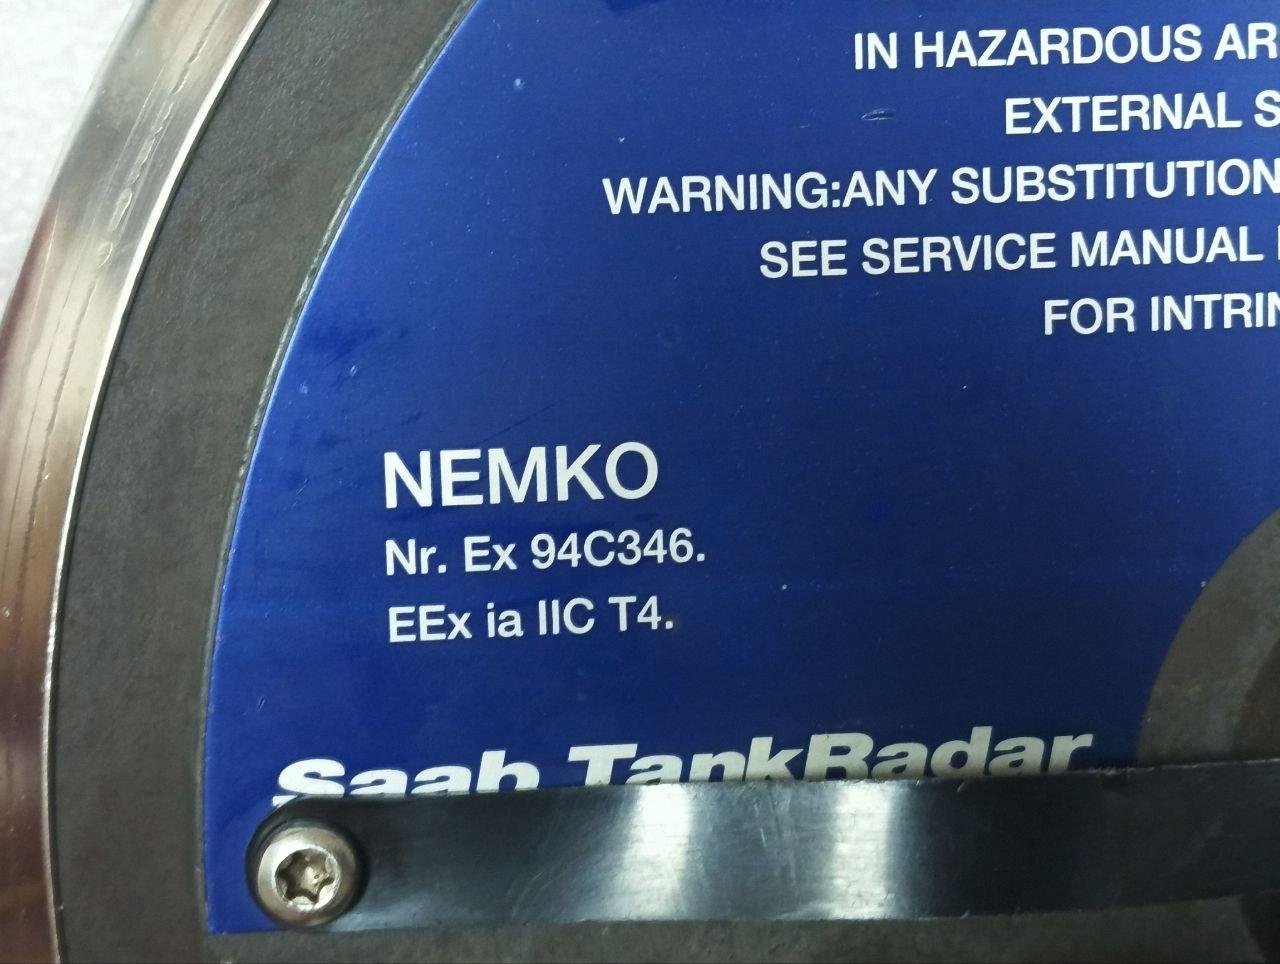 IN HAZARDOUS AR
EXTERNAL S
WARNING:ANY SUBSTITUTION
SEE SERVICE MANUAL
FOR INTRIN
NEMKO
Nr. Ex 94C346.
EEx ia IIC T4.
Saab TankRadar